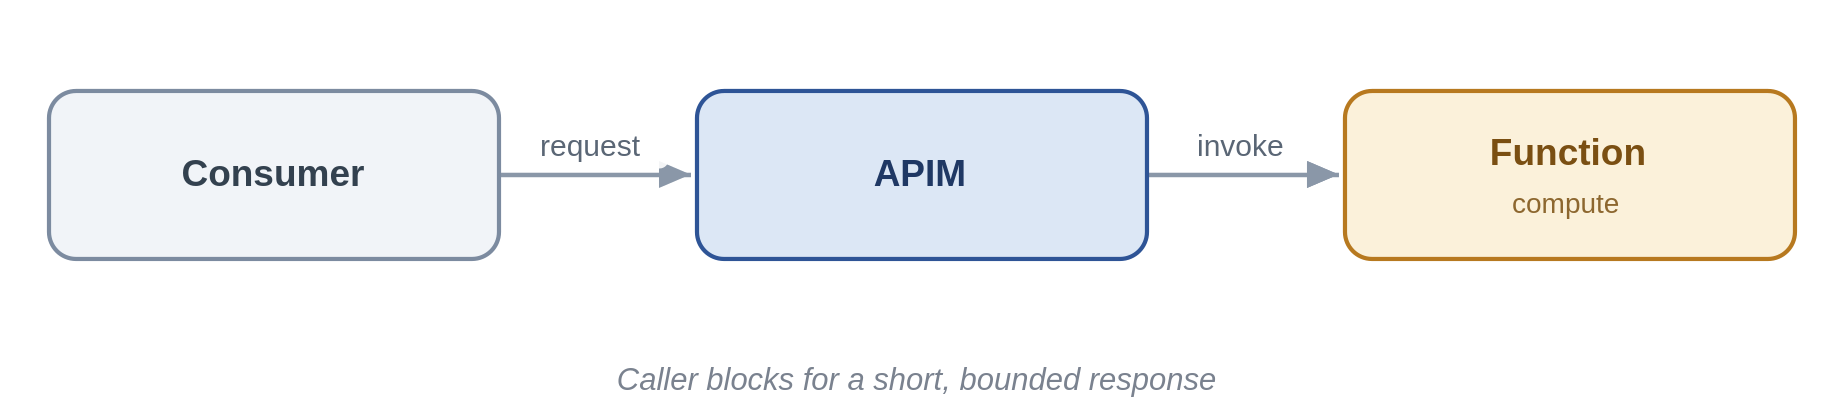 request
invoke
Consumer
APIM
Function
compute
Caller blocks for a short, bounded response